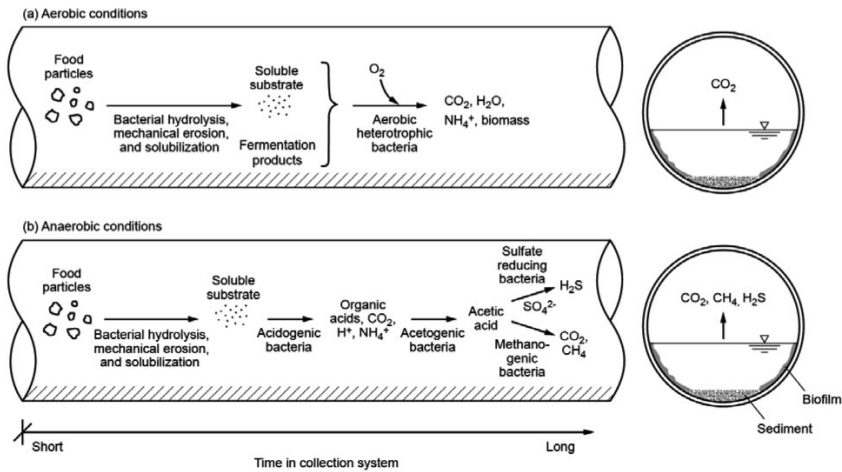 (a) Aerobic conditions
Food
particles
Bacterial hydrolysis,
mechanical erosion,
and solubilization
Soluble
substrate
Fermentation
products
O2
Aerobic
heterotrophic
bacteria
CO2, H2O,
NH4+, biomass
CO2
(b) Anaerobic conditions
Food
particles
Bacterial hydrolysis,
mechanical erosion,
and solubilization
Soluble
substrate
Acidogenic
bacteria
Organic
acids, CO2,
H+, NH4+
Acetogenic
bacteria
Acetic
acid
Sulfate
reducing
bacteria
H2S
SO42-
Methano-
genic
bacteria
CO2,
CH4
CO2, CH4, H2S
Biofilm
Sediment
Short
Long
Time in collection system